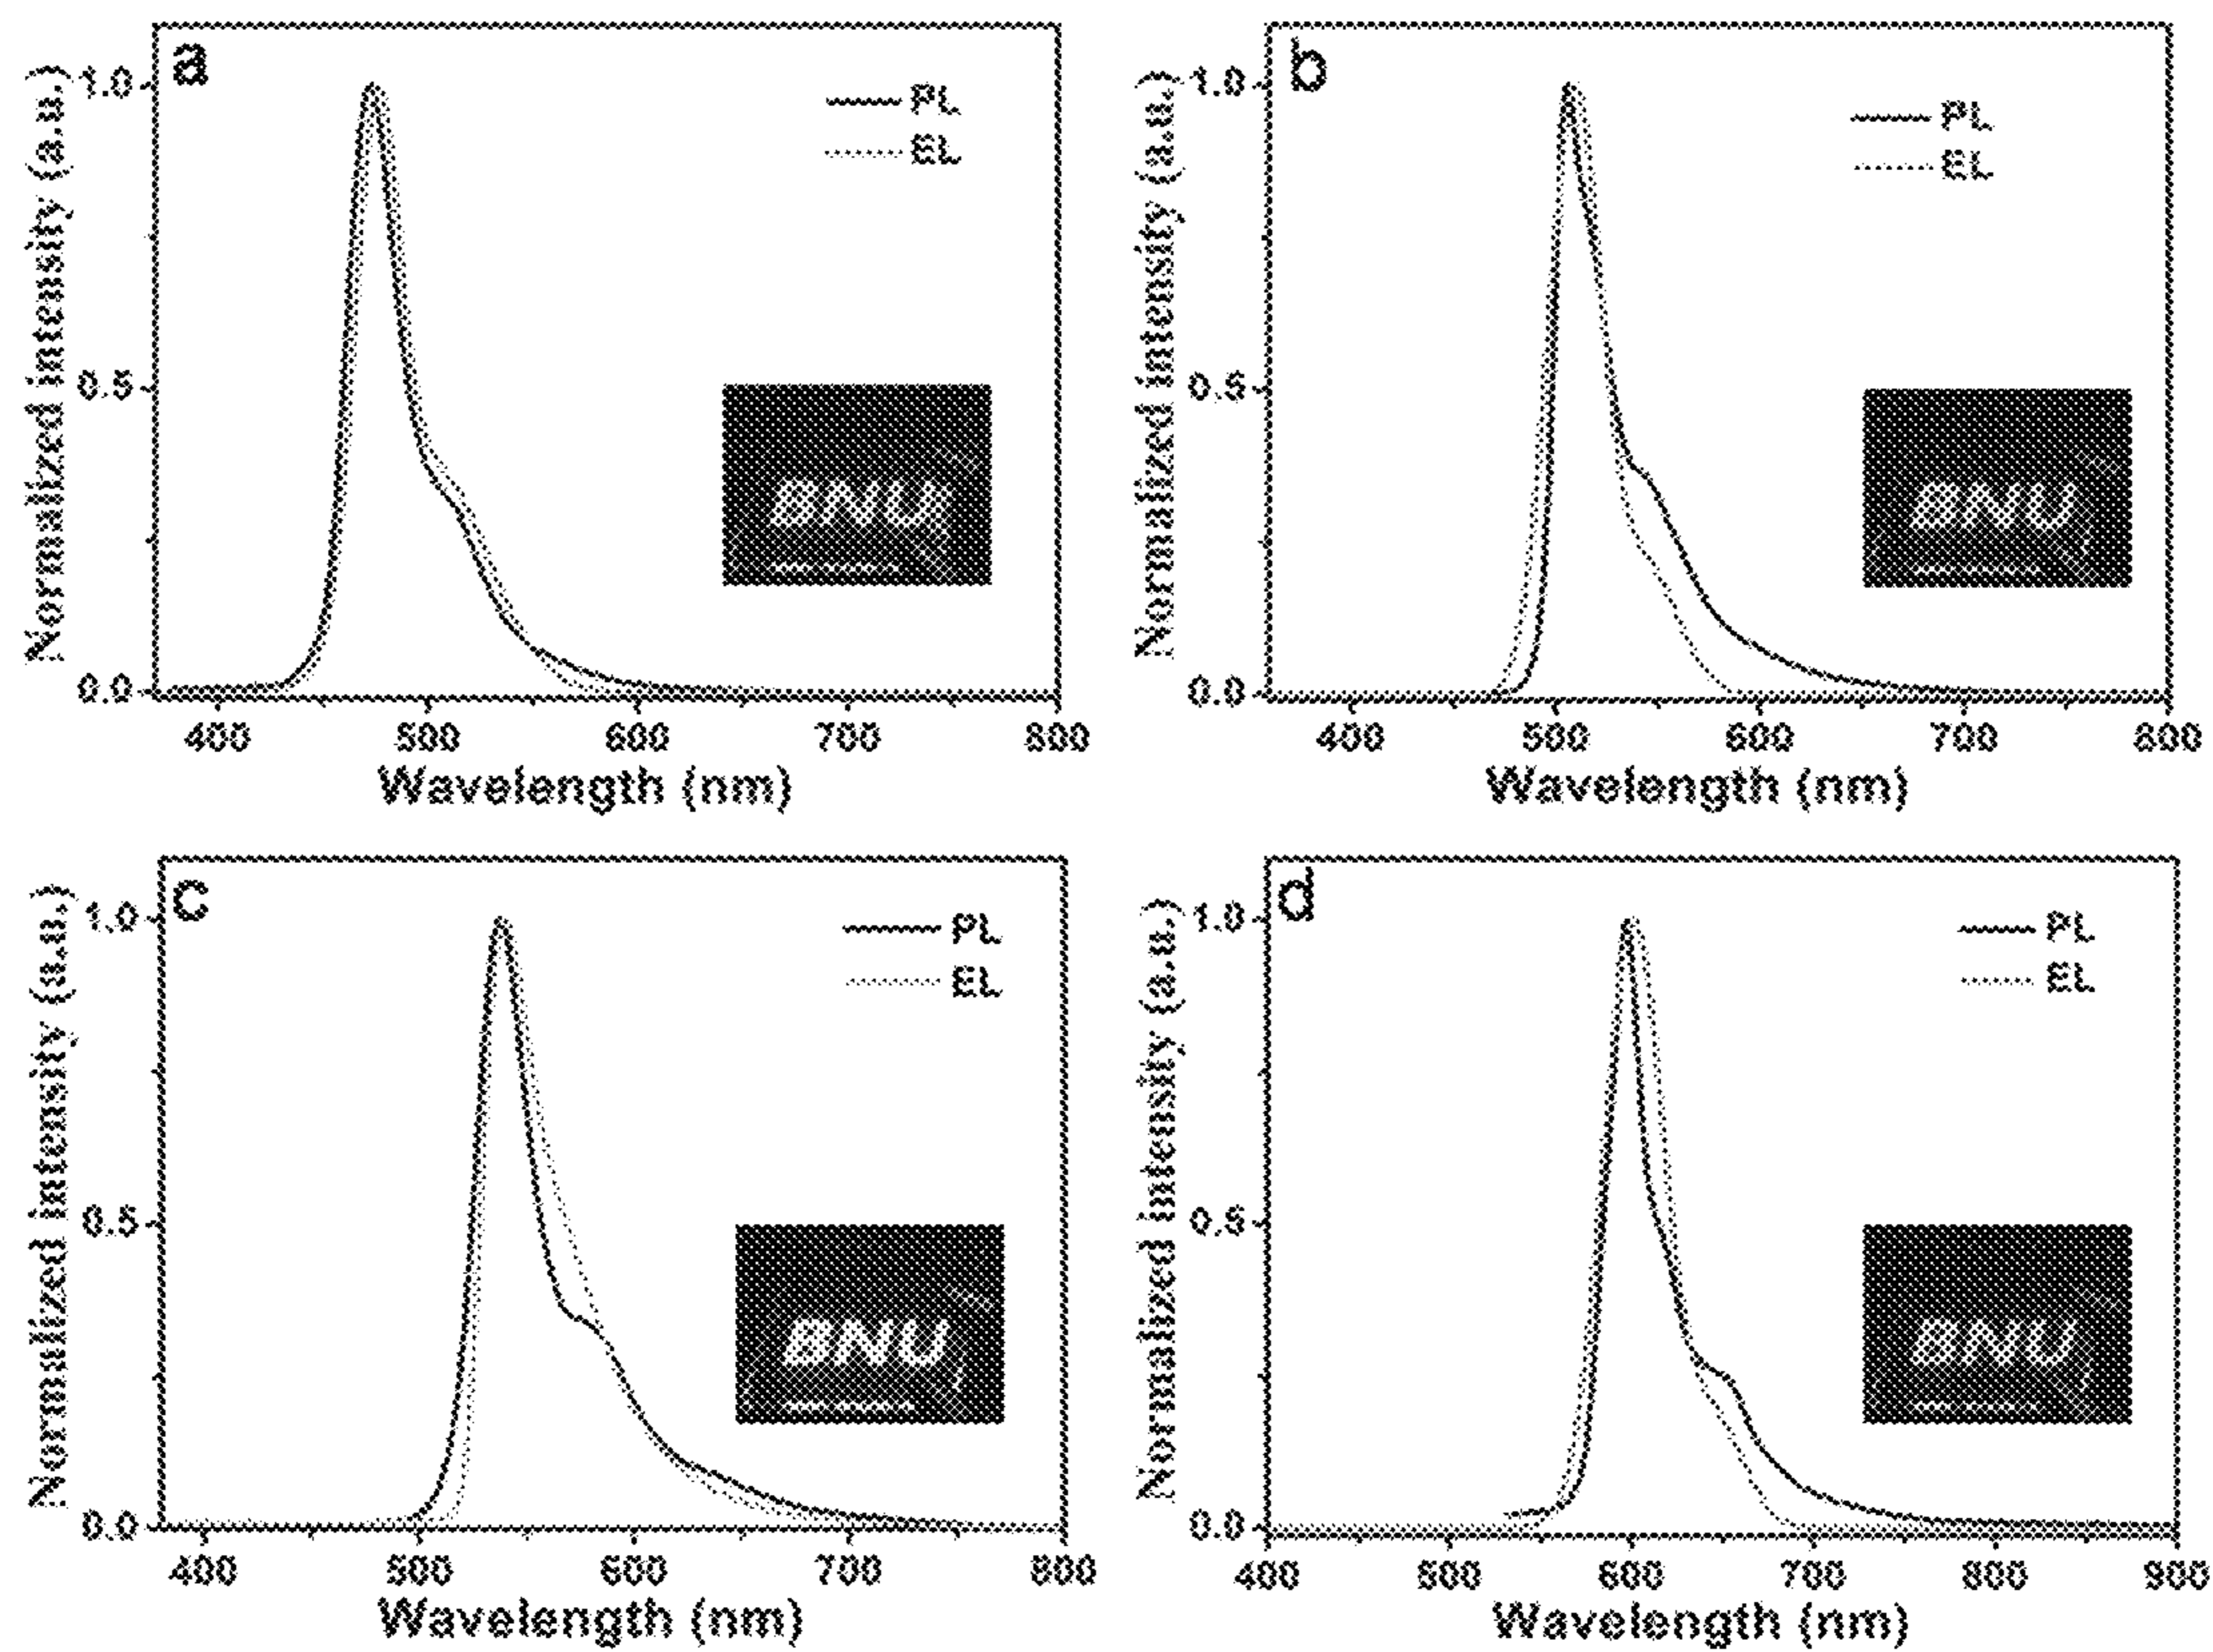 a
PL
EL
Normalized intensity (a.u.)
1.0
0.5
0.0
BNU
400 500 600 700 800
Wavelength (nm)
b
PL
EL
Normalized intensity (a.u.)
1.0
0.5
0.0
BNU
400 500 600 700 800
Wavelength (nm)
c
PL
EL
Normalized intensity (a.u.)
1.0
0.5
0.0
BNU
400 500 600 700 800
Wavelength (nm)
d
PL
EL
Normalized intensity (a.u.)
1.0
0.5
0.0
BNU
400 500 600 700 800 900
Wavelength (nm)